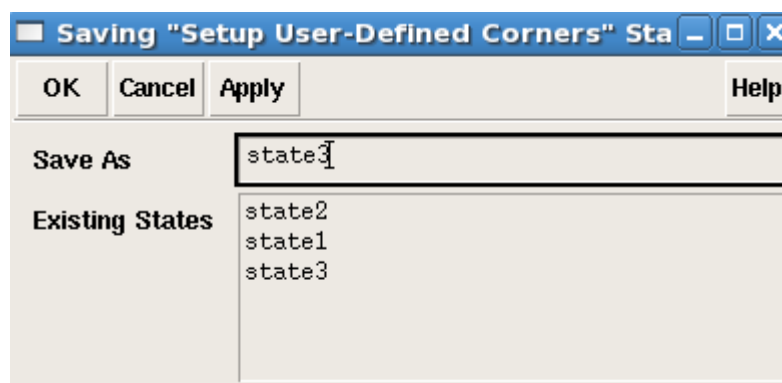 Saving "Setup User-Defined Corners" Sta
OK Cancel Apply Help
Save As state3
Existing States state2
state1
state3